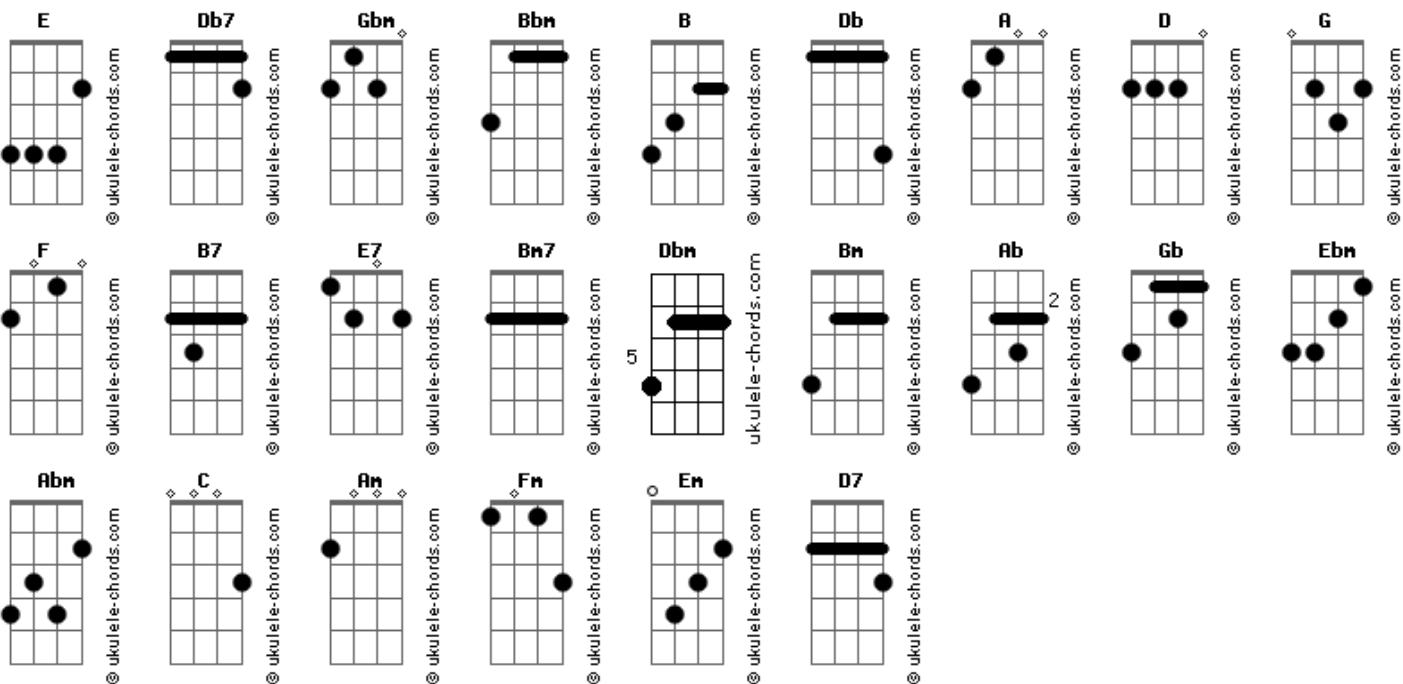 E Db7 Gbm Bbm B Db A D G
© ukulele-chords.com © ukulele-chords.com © ukulele-chords.com © ukulele-chords.com © ukulele-chords.com © ukulele-chords.com © ukulele-chords.com © ukulele-chords.com © ukulele-chords.com
F B7 E7 Bm7 Dbm Bm Ab Gb Ebm
2
5
© ukulele-chords.com © ukulele-chords.com © ukulele-chords.com © ukulele-chords.com ukulele-chords.com © ukulele-chords.com © ukulele-chords.com © ukulele-chords.com © ukulele-chords.com
Abm C Am Fm Em D7
© ukulele-chords.com © ukulele-chords.com © ukulele-chords.com © ukulele-chords.com © ukulele-chords.com © ukulele-chords.com